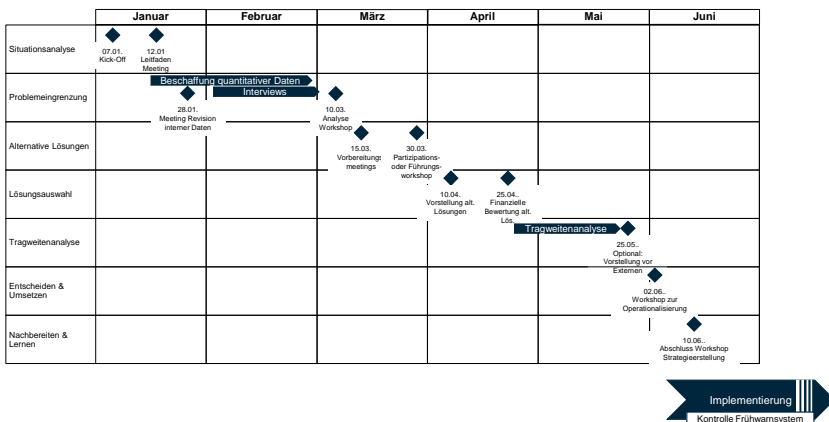 Januar Februar März April Mai Juni
Situationsanalyse
07.01.
Kick-Off
12.01
Leitfaden
Meeting
Beschaffung quantitativer Daten
Interviews
Problemeingrenzung
28.01.
Meeting Revision
interner Daten
10.03.
Analyse
Workshop
Alternative Lösungen
15.03.
Vorbereitungs
meetings
30.03.
Partizipations-
oder Führungs-
workshop
Lösungsauswahl
10.04.
Vorstellung alt.
Lösungen
25.04..
Finanzielle
Bewertung alt.
Lös.
Tragweitenanalyse
Tragweitenanalyse
25.05..
Optional:
Vorstellung vor
Externen
Entscheiden &
Umsetzen
02.06..
Workshop zur
Operationalisierung
Nachbereiten &
Lernen
10.06..
Abschluss Workshop
Strategieerstellung
Implementierung
Kontrolle Frühwarnsystem